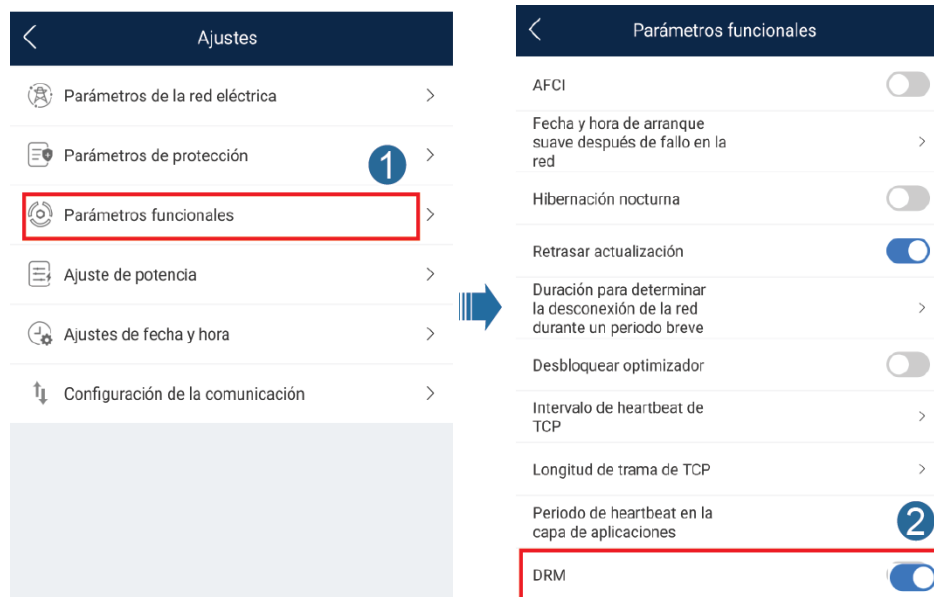 Ajustes
Parámetros de la red eléctrica
Parámetros de protección
1
Parámetros funcionales
Ajuste de potencia
Ajustes de fecha y hora
Configuración de la comunicación
Parámetros funcionales
AFCI
Fecha y hora de arranque
suave después de fallo en la
red
Hibernación nocturna
Retrasar actualización
Duración para determinar
la desconexión de la red
durante un periodo breve
Desbloquear optimizador
Intervalo de heartbeat de
TCP
Longitud de trama de TCP
Periodo de heartbeat en la
capa de aplicaciones
2
DRM